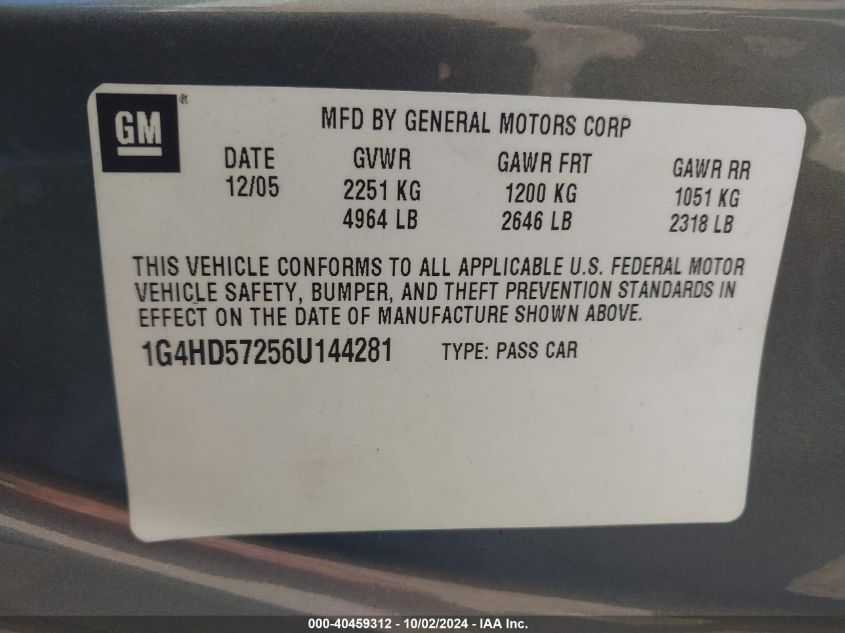 GM®
MFD BY GENERAL MOTORS CORP
DATE GVWR GAWR FRT GAWR RR
12/05 2251 KG 1200 KG 1051 KG
4964 LB 2646 LB 2318 LB
THIS VEHICLE CONFORMS TO ALL APPLICABLE U.S. FEDERAL MOTOR
VEHICLE SAFETY, BUMPER, AND THEFT PREVENTION STANDARDS IN
EFFECT ON THE DATE OF MANUFACTURE SHOWN ABOVE.
1G4HD57256U144281 TYPE: PASS CAR
000-40459312 - 10/02/2024 - IAA Inc.